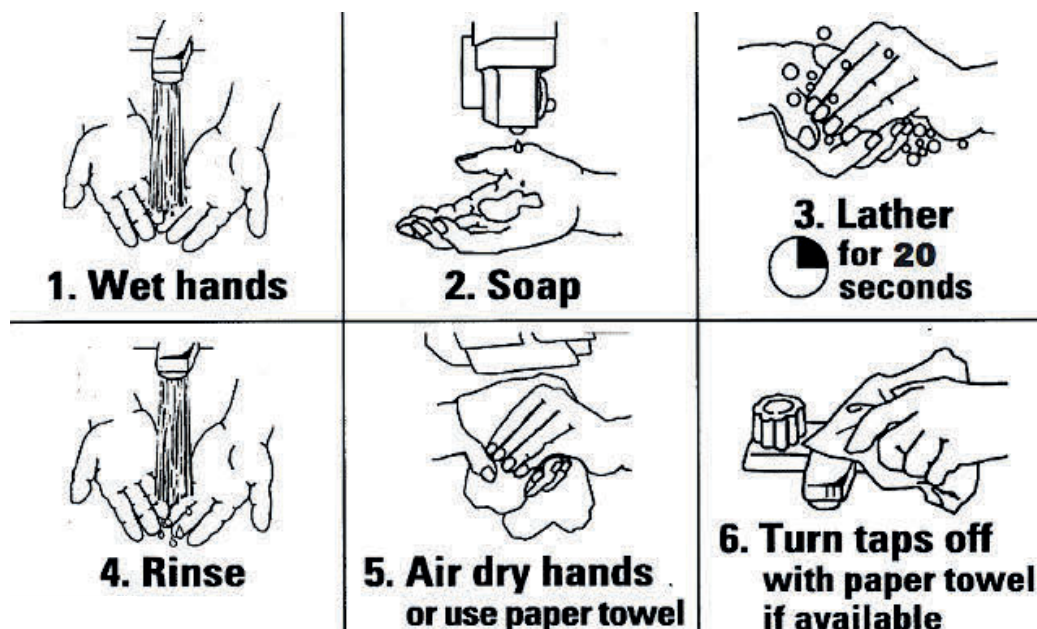 1. Wet hands
2. Soap
3. Lather
for 20
seconds
4. Rinse
5. Air dry hands
or use paper towel
6. Turn taps off
with paper towel
if available